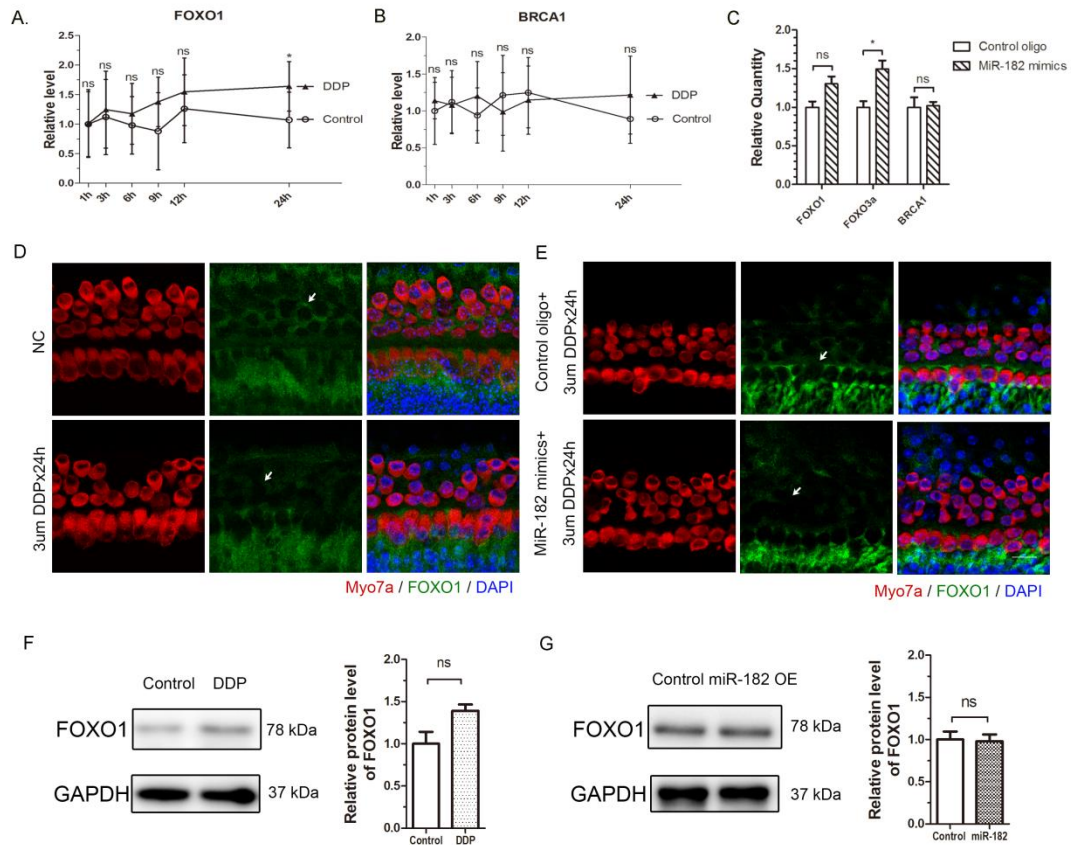 A.
FOXO1
Relative level
2.5
2.0
1.5
1.0
0.5
0.0
ns
ns
ns
ns
ns
*
DDP
Control
1h
3h
6h
9h
12h
24h
B
BRCA1
Relative level
2.5
2.0
1.5
1.0
0.5
0.0
ns
ns
ns
ns
ns
ns
DDP
Control
1h
3h
6h
9h
12h
24h
C
Relative Quantity
2.0
1.5
1.0
0.5
0.0
ns
*
ns
Control oligo
MiR-182 mimics
FOXO1
FOXO3a
BRCA1
D
NC
3um DDPx24h
Myo7a / FOXO1 / DAPI
E
Control oligo+
3um DDPx24h
MiR-182 mimics+
3um DDPx24h
Myo7a / FOXO1 / DAPI
F
Control DDP
FOXO1 78 kDa
GAPDH 37 kDa
Relative protein level
of FOXO1
2.0
1.5
1.0
0.5
0.0
ns
Control DDP
G
Control miR-182 OE
FOXO1 78 kDa
GAPDH 37 kDa
Relative protein level
of FOXO1
2.0
1.5
1.0
0.5
0.0
ns
Control miR-182